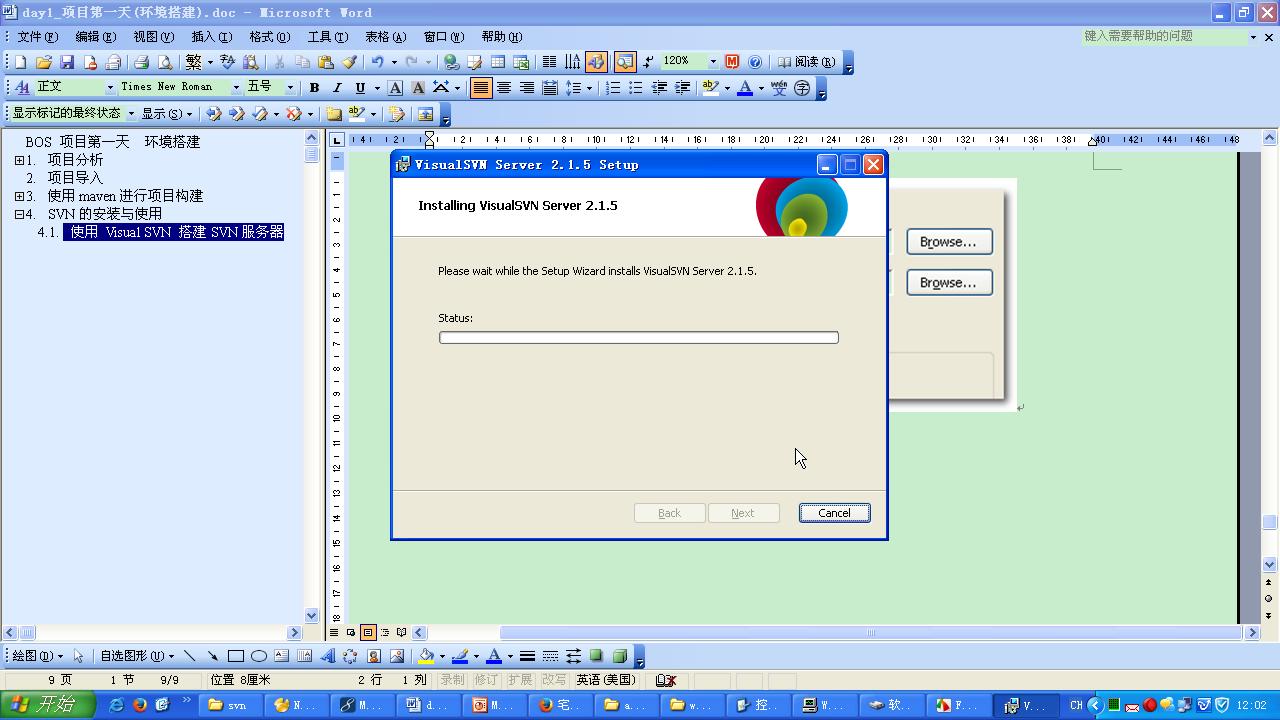 day1_项目第一天(环境搭建).doc - Microsoft Word
文件(F) 编辑(E) 视图(V) 插入(I) 格式(O) 工具(T) 表格(A) 窗口(W) 帮助(H) 键入需要帮助的问题
120% 阅读(R)
正文 Times New Roman 五号 B I U A A A
显示标记的最终状态 显示(S)
BOS 项目第一天 环境搭建
1. 项目分析
2. 项目导入
3. 使用 maven 进行项目构建
4. SVN 的安装与使用
4.1. 使用 Visual SVN 搭建 SVN 服务器
VisualSVN Server 2.1.5 Setup
Installing VisualSVN Server 2.1.5
Please wait while the Setup Wizard installs VisualSVN Server 2.1.5.
Status:
Back Next Cancel
Browse...
Browse...
绘图(D) 自选图形(U)
9 页 1 节 9/9 位置 8厘米 2 行 1 列 录制 修订 扩展 改写 英语(美国)
开始 svn N... M... d... M... 宅... a... w... 控... W... 软... F... V... CH 12:02